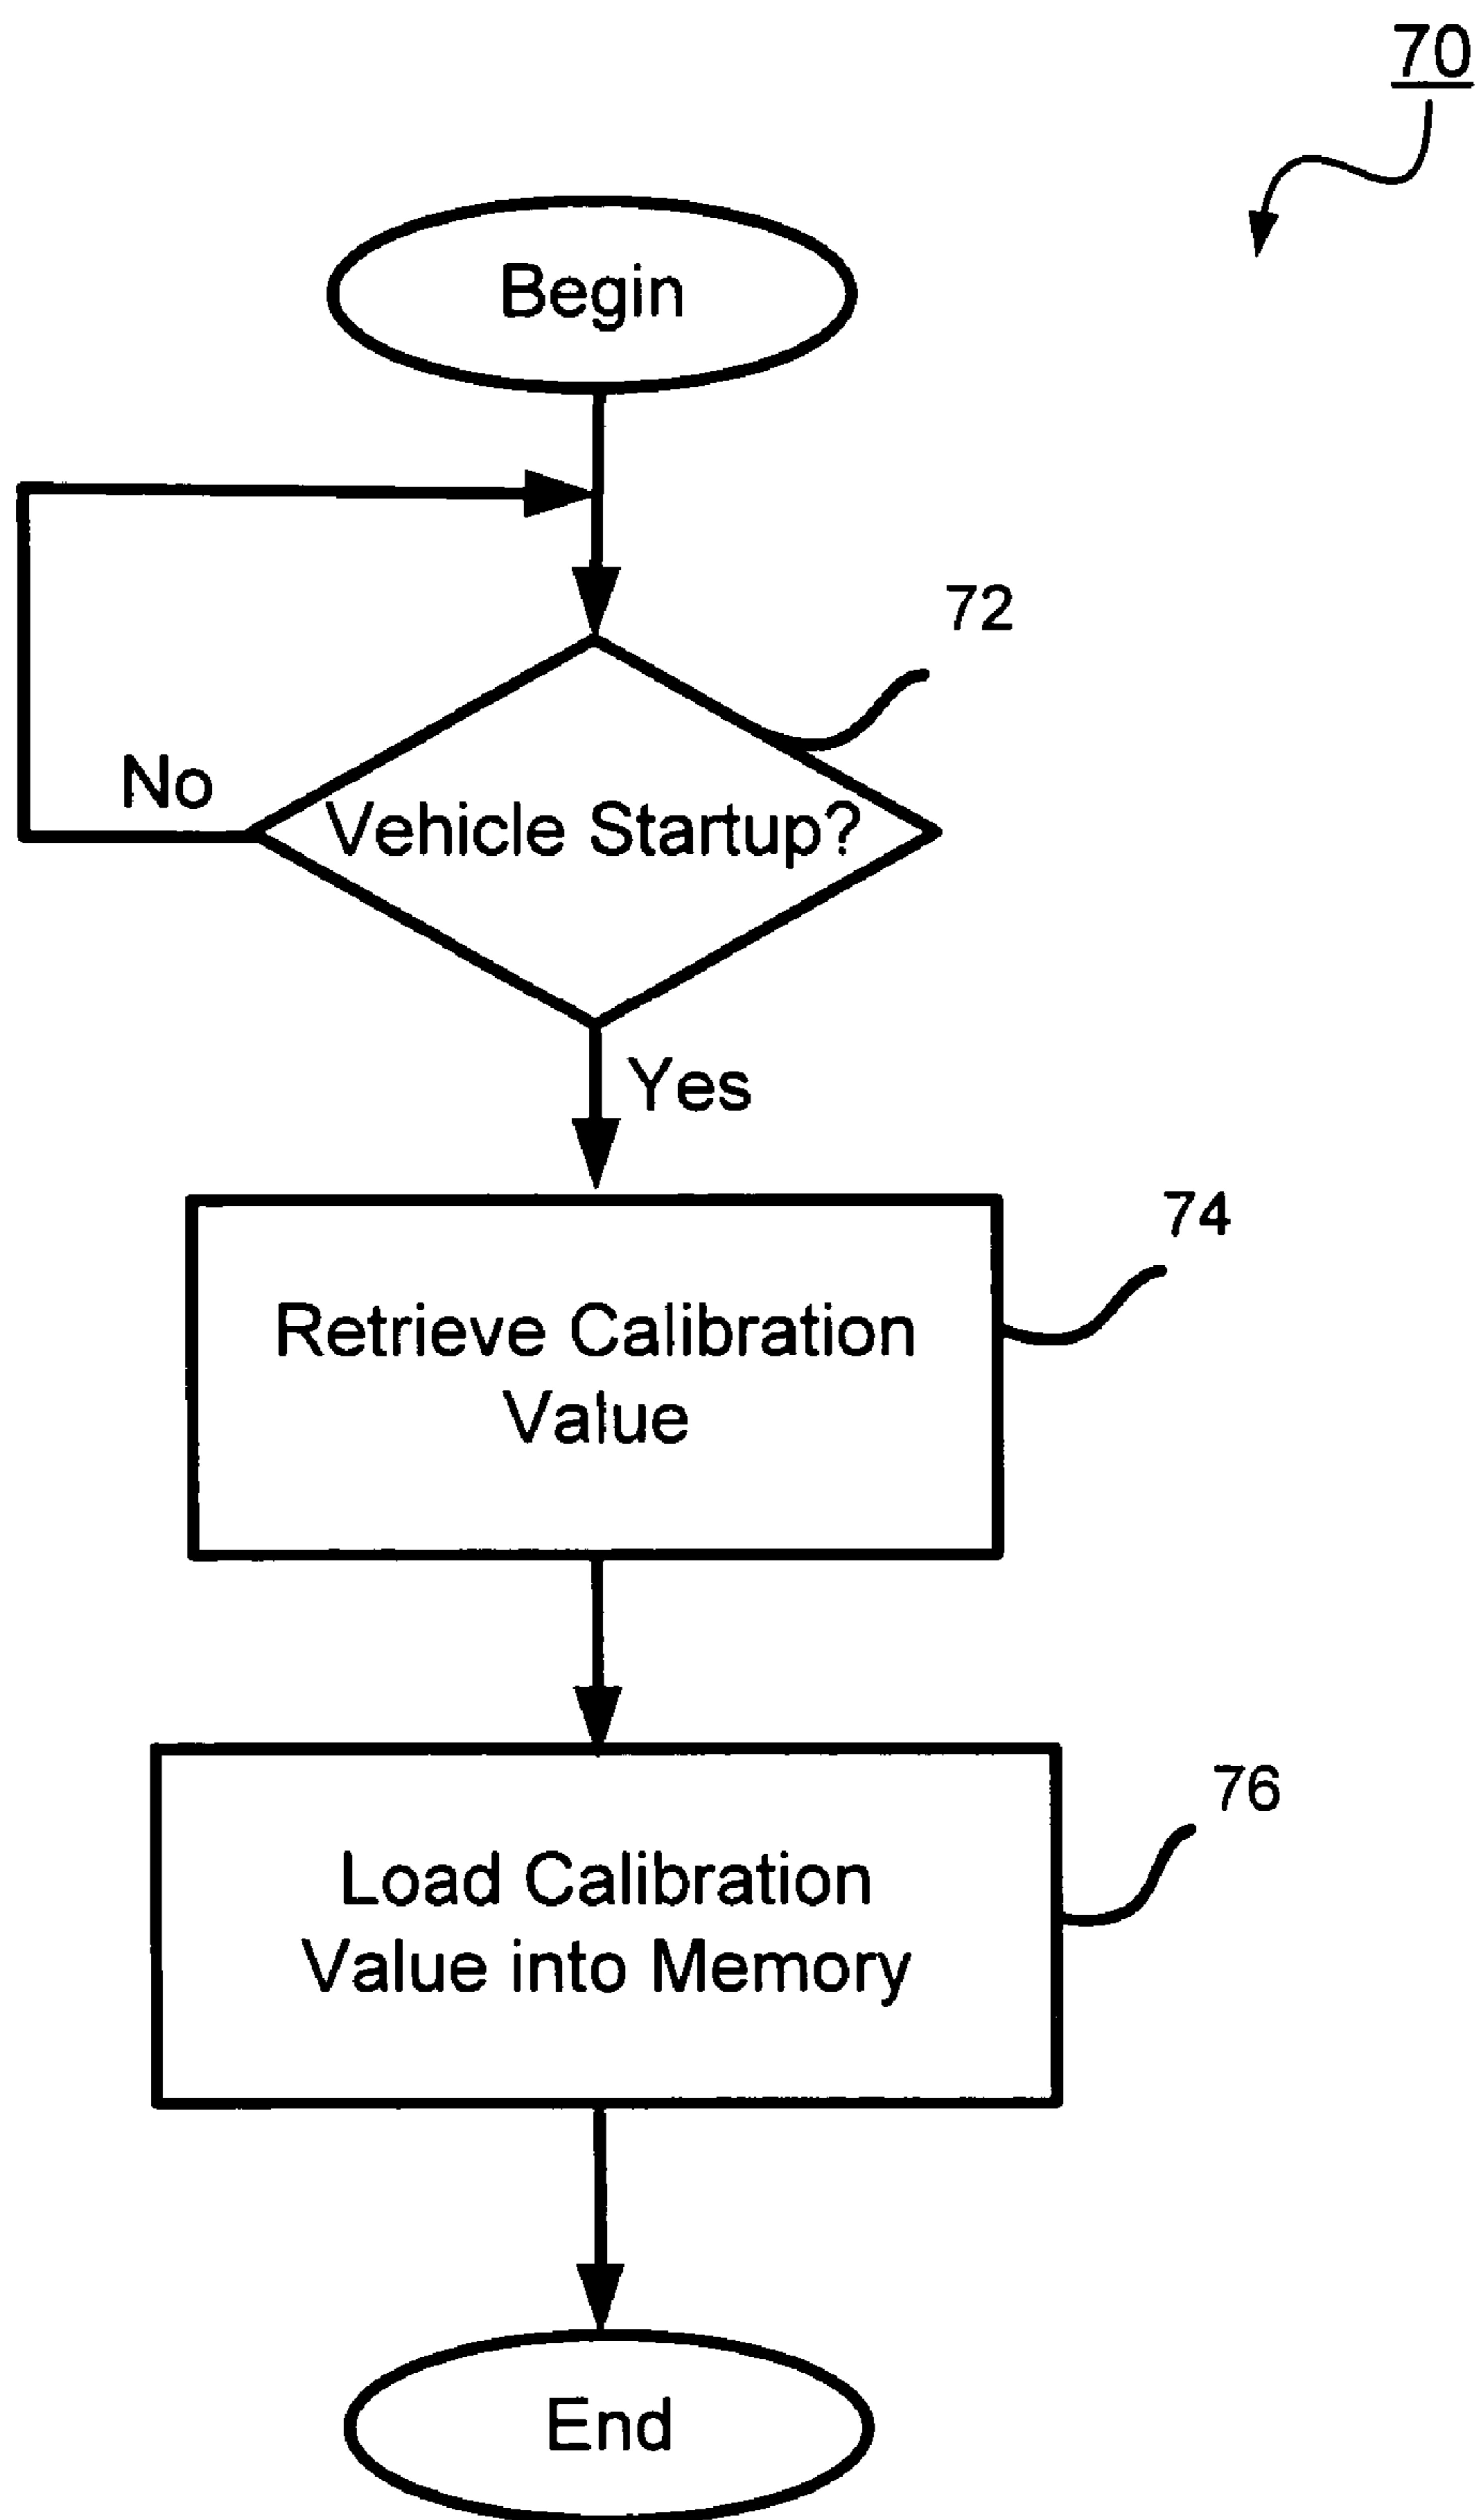 70
Begin
72
No
Vehicle Startup?
Yes
74
Retrieve Calibration
Value
76
Load Calibration
Value into Memory
End